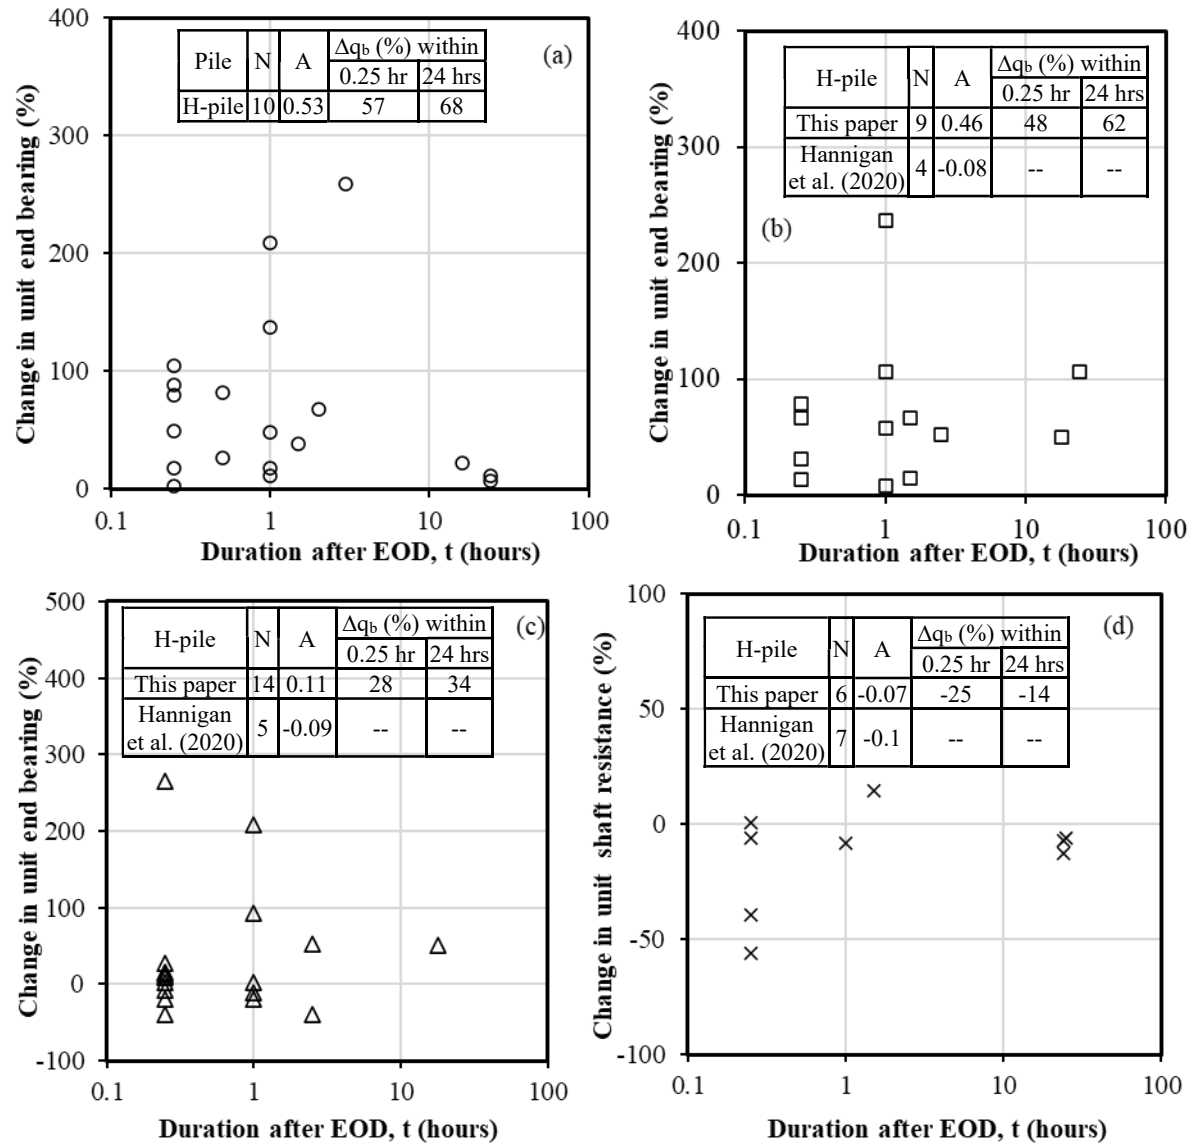 (a)
Pile N A Δqb (%) within
0.25 hr 24 hrs
H-pile 10 0.53 57 68
400
300
200
100
0
0.1 1 10 100
Change in unit end bearing (%)
Duration after EOD, t (hours)
(b)
H-pile N A Δqb (%) within
0.25 hr 24 hrs
This paper 9 0.46 48 62
Hannigan
et al. (2020) 4 -0.08 -- --
400
300
200
100
0
0.1 1 10 100
Change in unit end bearing (%)
Duration after EOD, t (hours)
(c)
H-pile N A Δqb (%) within
0.25 hr 24 hrs
This paper 14 0.11 28 34
Hannigan
et al. (2020) 5 -0.09 -- --
500
400
300
200
100
0
-100
0.1 1 10 100
Change in unit end bearing (%)
Duration after EOD, t (hours)
(d)
H-pile N A Δqb (%) within
0.25 hr 24 hrs
This paper 6 -0.07 -25 -14
Hannigan
et al. (2020) 7 -0.1 -- --
100
50
0
-50
-100
0.1 1 10 100
Change in unit shaft resistance (%)
Duration after EOD, t (hours)